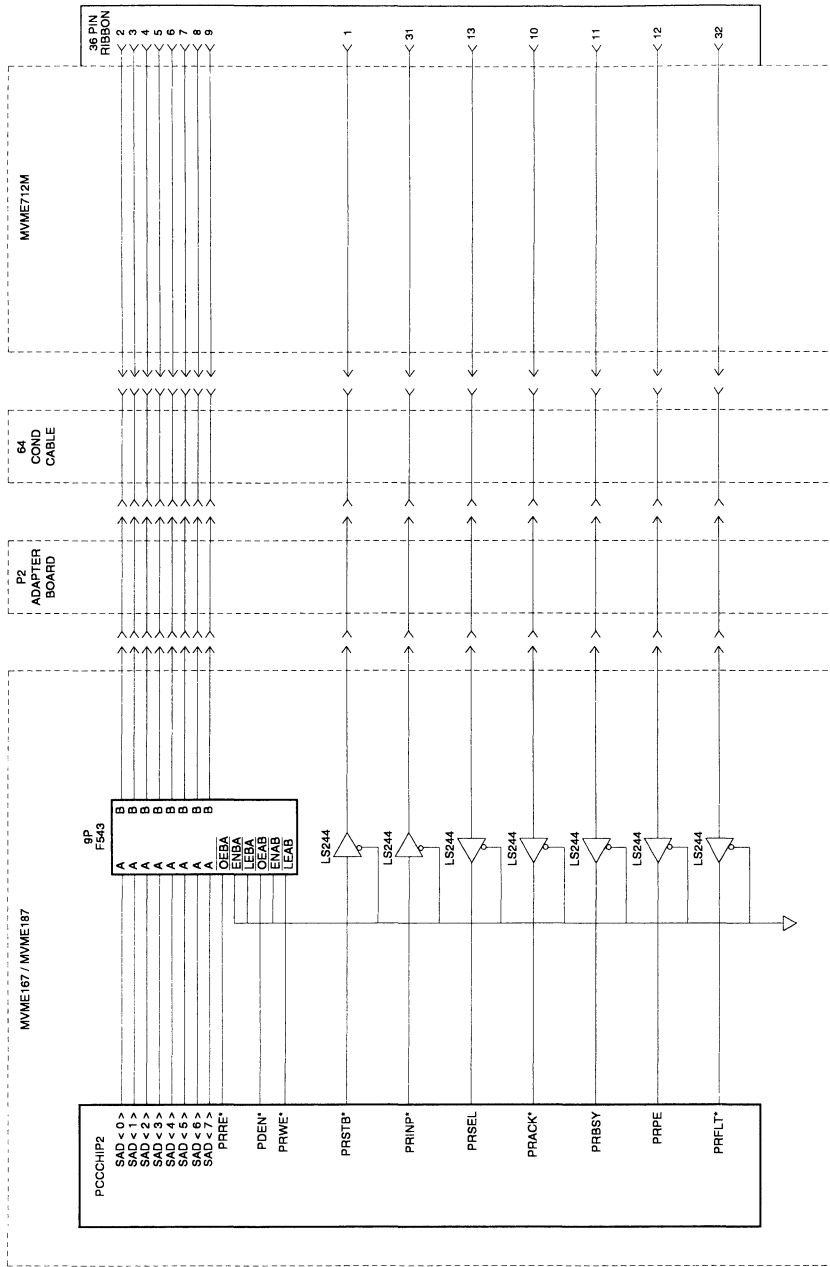 MVME167 / MVME187
P2
ADAPTER
BOARD
64
COND
CABLE
MVME712M
36 PIN
RIBBON
PCCCHIP2
gP
F543
SAD < 0 > A B 2
SAD < 1 > A B 3
SAD < 2 > A B 4
SAD < 3 > A B 5
SAD < 4 > A B 6
SAD < 5 > A B 7
SAD < 6 > A B 8
SAD < 7 > A B 9
PRRE* OEBA
ENBA
LEBA
PDEN* OEAB
ENAB
PRWE* LEAB
PRSTB* LS244 1
PRINP* LS244 31
PRSEL LS244 13
PRACK* LS244 10
PRBSY LS244 11
PRPE LS244 12
PRFLT* LS244 32